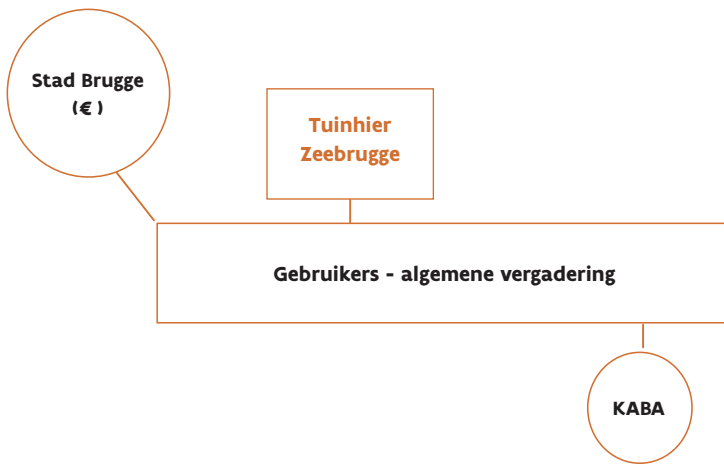 Stad Brugge
(€ )
Tuinhier
Zeebrugge
Gebruikers - algemene vergadering
KABA